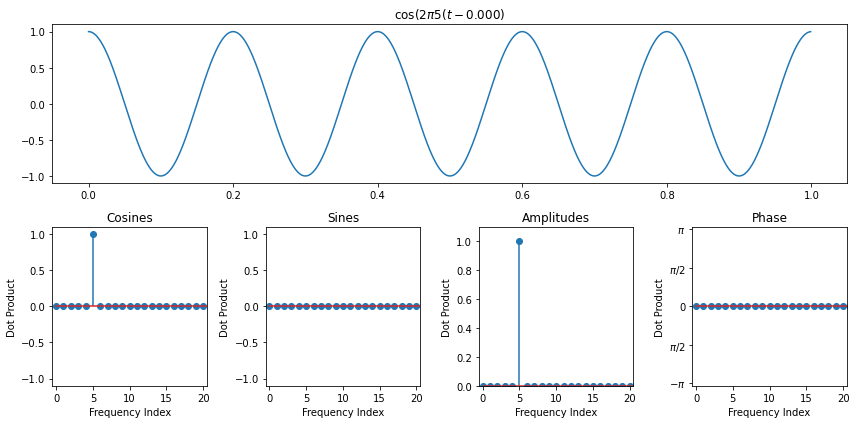 cos(2π5(t − 0.000)
1.0
0.5
0.0
−0.5
−1.0
0.0 0.2 0.4 0.6 0.8 1.0
Cosines Sines Amplitudes Phase
Dot Product
1.0
0.5
0.0
−0.5
−1.0
0 5 10 15 20
Frequency Index
Dot Product
1.0
0.5
0.0
−0.5
−1.0
0 5 10 15 20
Frequency Index
Dot Product
1.0
0.8
0.6
0.4
0.2
0.0
0 5 10 15 20
Frequency Index
Dot Product
π
π/2
0
π/2
−π
0 5 10 15 20
Frequency Index